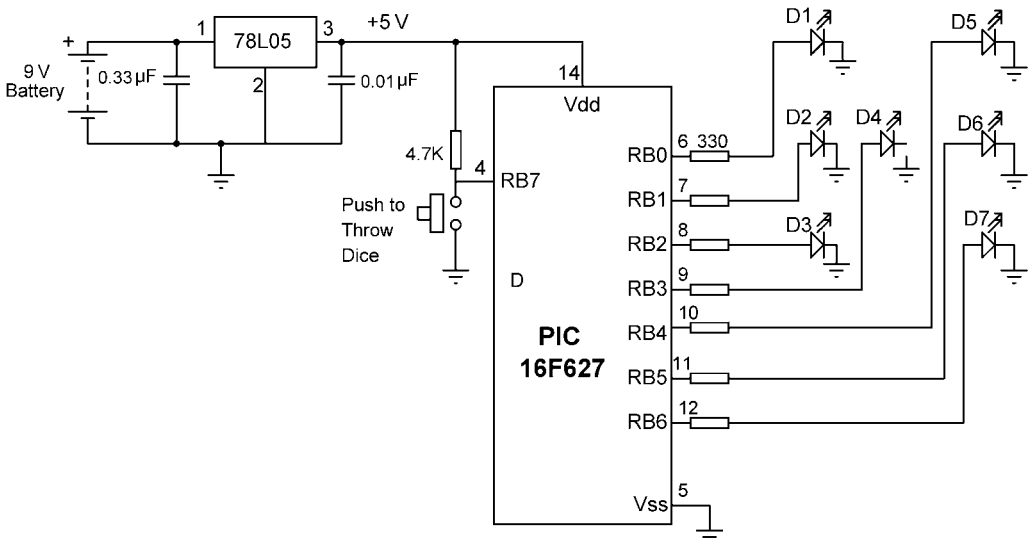 D1
D5
+5 V
1
78L05
3
+
9 V
Battery
0.33 µF
2
0.01 µF
14
Vdd
D2
D4
D6
4.7K
4
RB7
6
330
RB0
7
RB1
Push to
Throw
Dice
8
RB2
D3
D7
9
RB3
D
10
RB4
PIC
16F627
11
RB5
12
RB6
5
Vss